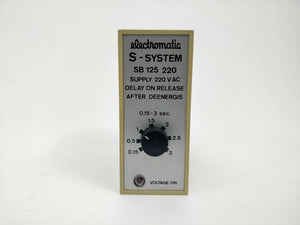 electromatic
S-SYSTEM
SB 125 220
SUPPLY 220 VAC
DELAY ON RELEASE
AFTER DEENERGIS
0.15-3 sec.
1.5
1 2
0.5 2.5
0.15 3
VOLTAGE ON